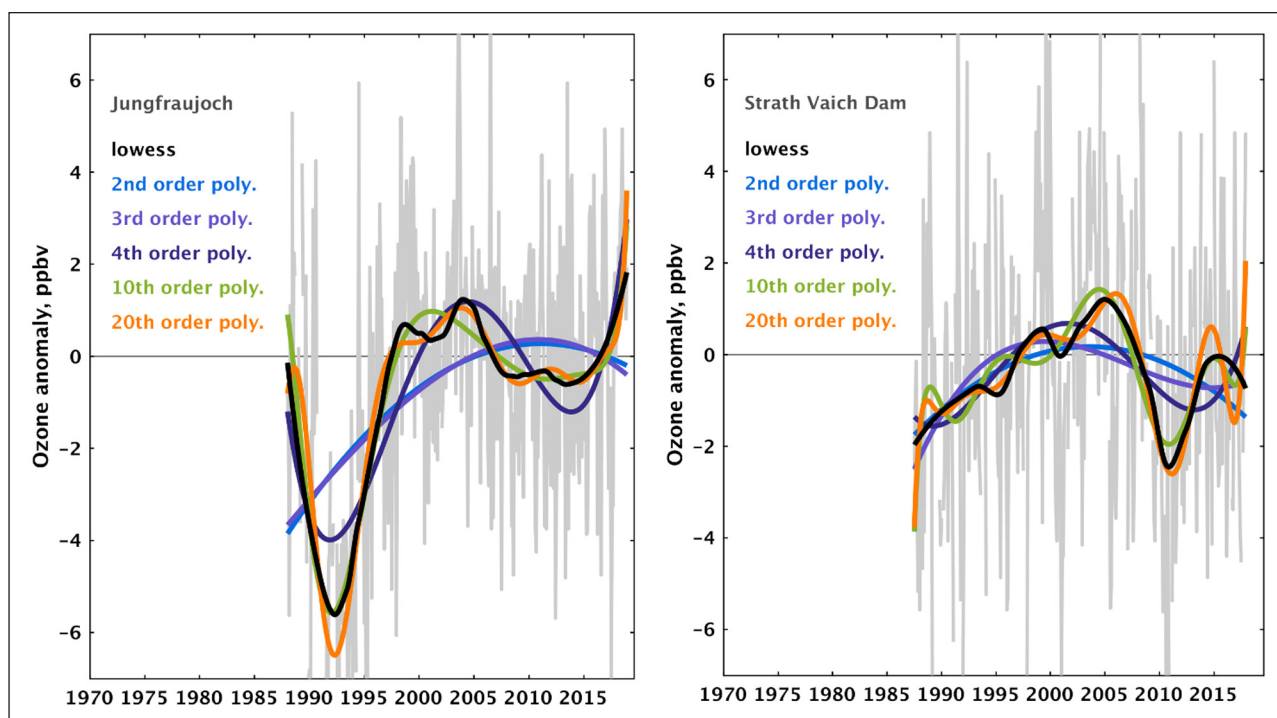 Jungfraujoch
lowess
2nd order poly.
3rd order poly.
4th order poly.
10th order poly.
20th order poly.
Ozone anomaly, ppbv
6
4
2
0
−2
−4
−6
1970 1975 1980 1985 1990 1995 2000 2005 2010 2015
Strath Vaich Dam
lowess
2nd order poly.
3rd order poly.
4th order poly.
10th order poly.
20th order poly.
Ozone anomaly, ppbv
6
4
2
0
−2
−4
−6
1970 1975 1980 1985 1990 1995 2000 2005 2010 2015